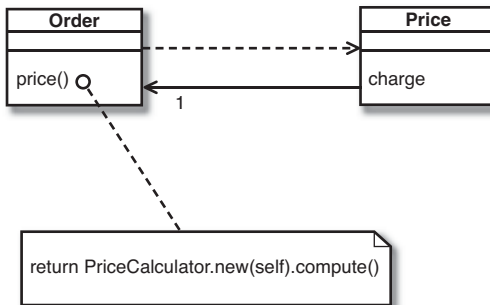 Order
Price
price()
charge
1
return PriceCalculator.new(self).compute()